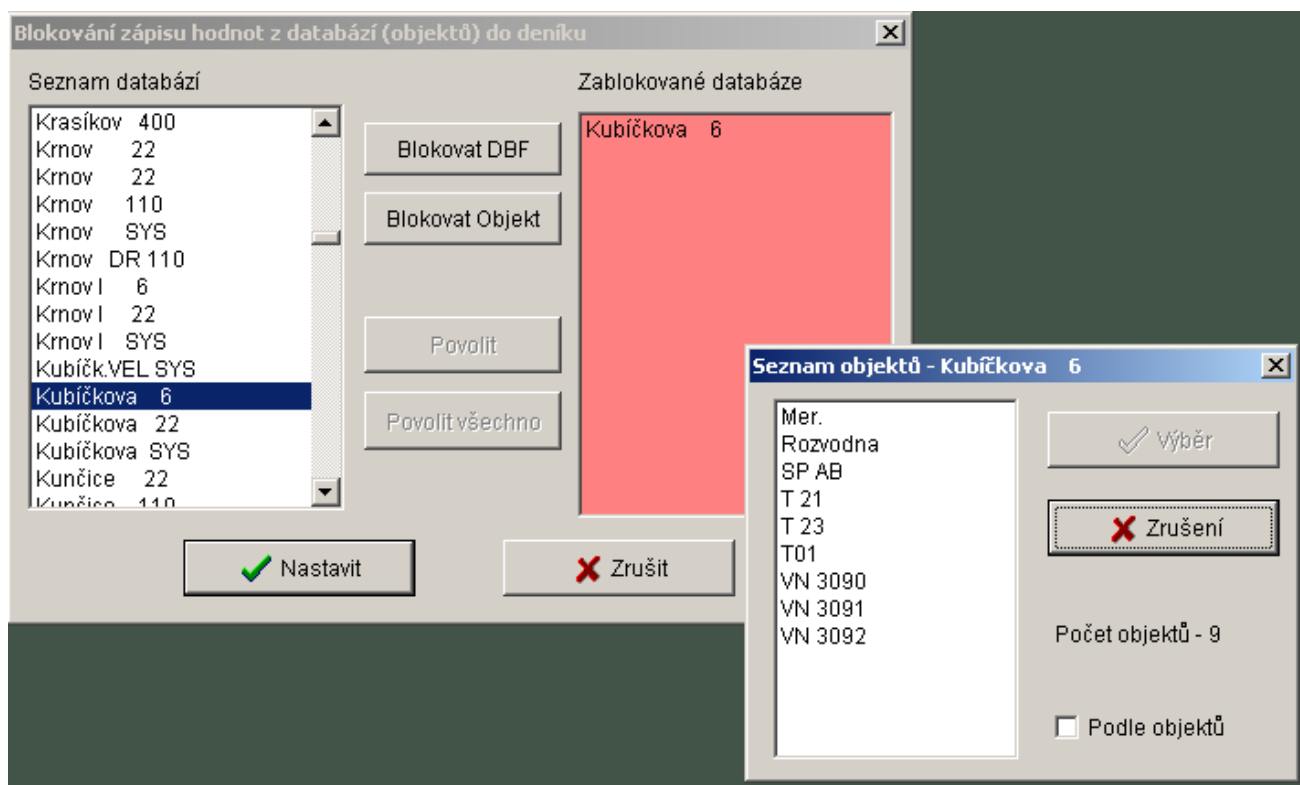 Blokování zápisu hodnot z databází (objektů) do deníku
Seznam databází
Krasíkov 400
Krnov 22
Krnov 22
Krnov 110
Krnov SYS
Krnov DR 110
Krnov I 6
Krnov I 22
Krnov I SYS
Kubíčk.VEL SYS
Kubíčkova 6
Kubíčkova 22
Kubíčkova SYS
Kunčice 22
Kunčice 110
Blokovat DBF
Blokovat Objekt
Povolit
Povolit všechno
Zablokované databáze
Kubíčkova 6
Nastavit
Zrušit
Seznam objektů - Kubíčkova 6
Mer.
Rozvodna
SP AB
T 21
T 23
T01
VN 3090
VN 3091
VN 3092
Výběr
Zrušení
Počet objektů - 9
Podle objektů